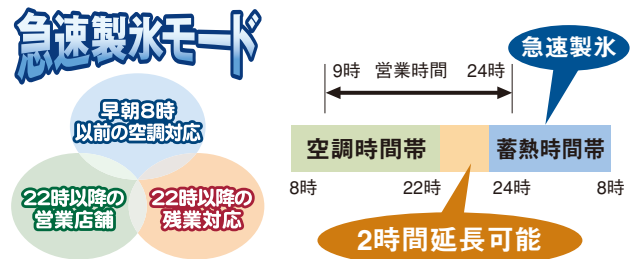 急速製氷モード
早朝8時
以前の空調対応
22時以降の
営業店舗
22時以降の
残業対応
急速製氷
9時 営業時間 24時
空調時間帯 蓄熱時間帯
8時 22時 24時 8時
2時間延長可能